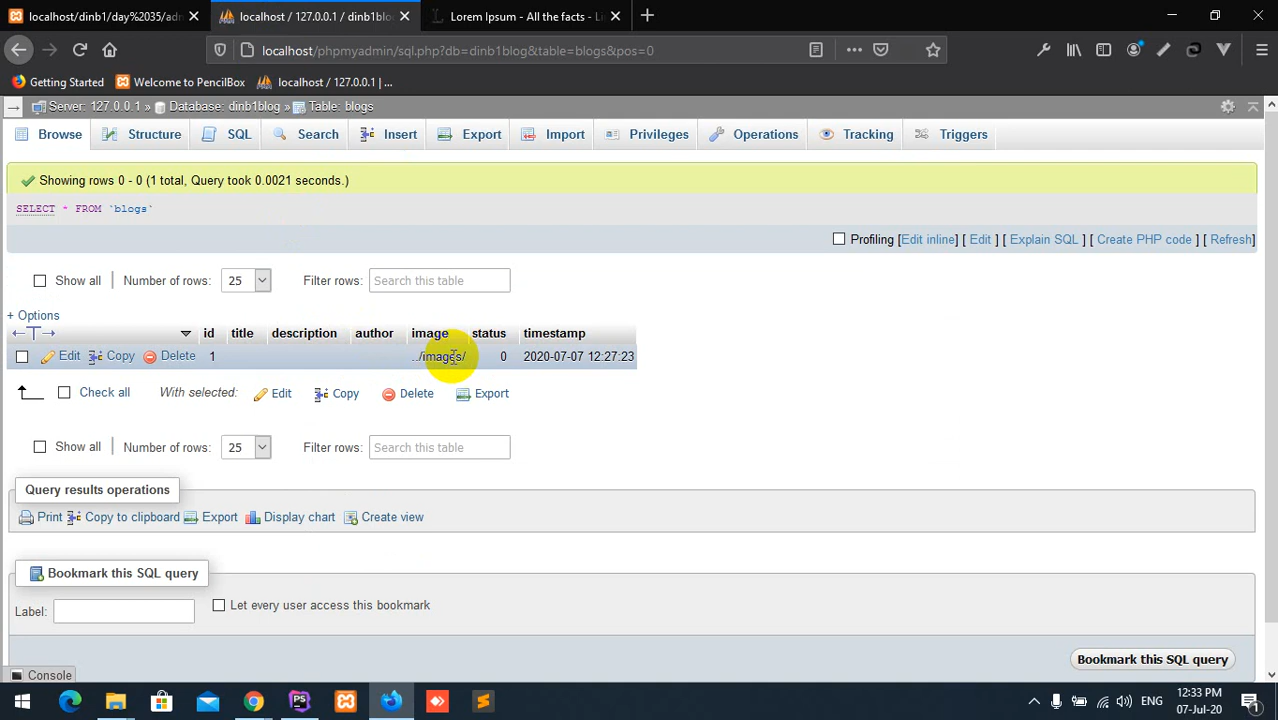 localhost/dinb1/day%2035/adm
localhost / 127.0.0.1 / dinb1blo
Lorem Ipsum - All the facts - Li
localhost/phpmyadmin/sql.php?db=dinb1blog&table=blogs&pos=0
Getting Started
Welcome to PencilBox
localhost / 127.0.0.1 | ...
Server: 127.0.0.1 » Database: dinb1blog » Table: blogs
Browse Structure SQL Search Insert Export Import Privileges Operations Tracking Triggers
Showing rows 0 - 0 (1 total, Query took 0.0021 seconds.)
SELECT * FROM `blogs`
Profiling [Edit inline] [ Edit ] [ Explain SQL ] [ Create PHP code ] [ Refresh]
Show all | Number of rows: 25 Filter rows: Search this table
+ Options
←T→ id title description author image status timestamp
Edit Copy Delete 1 ../images/ 0 2020-07-07 12:27:23
Check all With selected: Edit Copy Delete Export
Show all | Number of rows: 25 Filter rows: Search this table
Query results operations
Print Copy to clipboard Export Display chart Create view
Bookmark this SQL query
Label: Let every user access this bookmark
Bookmark this SQL query
Console
PS
ENG
12:33 PM
07-Jul-20
1